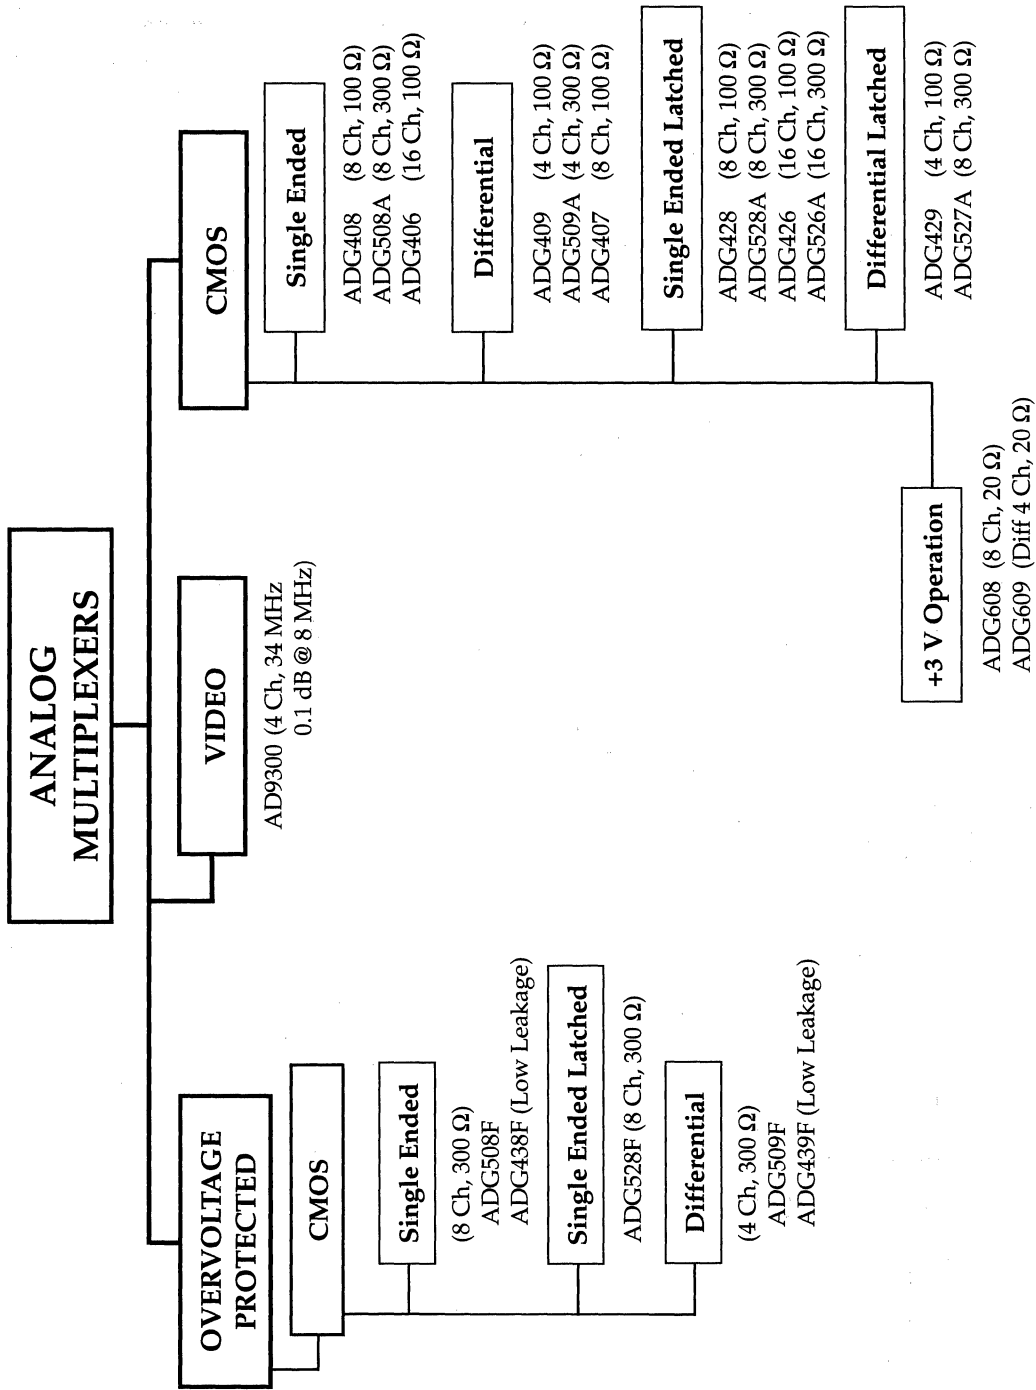 ANALOG
MULTIPLEXERS
OVERVOLTAGE
PROTECTED
CMOS
Single Ended
(8 Ch, 300 Ω)
ADG508F
ADG438F (Low Leakage)
Single Ended Latched
ADG528F (8 Ch, 300 Ω)
Differential
(4 Ch, 300 Ω)
ADG509F
ADG439F (Low Leakage)
VIDEO
AD9300 (4 Ch, 34 MHz
0.1 dB @ 8 MHz)
CMOS
Single Ended
ADG408 (8 Ch, 100 Ω)
ADG508A (8 Ch, 300 Ω)
ADG406 (16 Ch, 100 Ω)
Differential
ADG409 (4 Ch, 100 Ω)
ADG509A (4 Ch, 300 Ω)
ADG407 (8 Ch, 100 Ω)
Single Ended Latched
ADG428 (8 Ch, 100 Ω)
ADG528A (8 Ch, 300 Ω)
ADG426 (16 Ch, 100 Ω)
ADG526A (16 Ch, 300 Ω)
Differential Latched
ADG429 (4 Ch, 100 Ω)
ADG527A (8 Ch, 300 Ω)
+3 V Operation
ADG608 (8 Ch, 20 Ω)
ADG609 (Diff 4 Ch, 20 Ω)